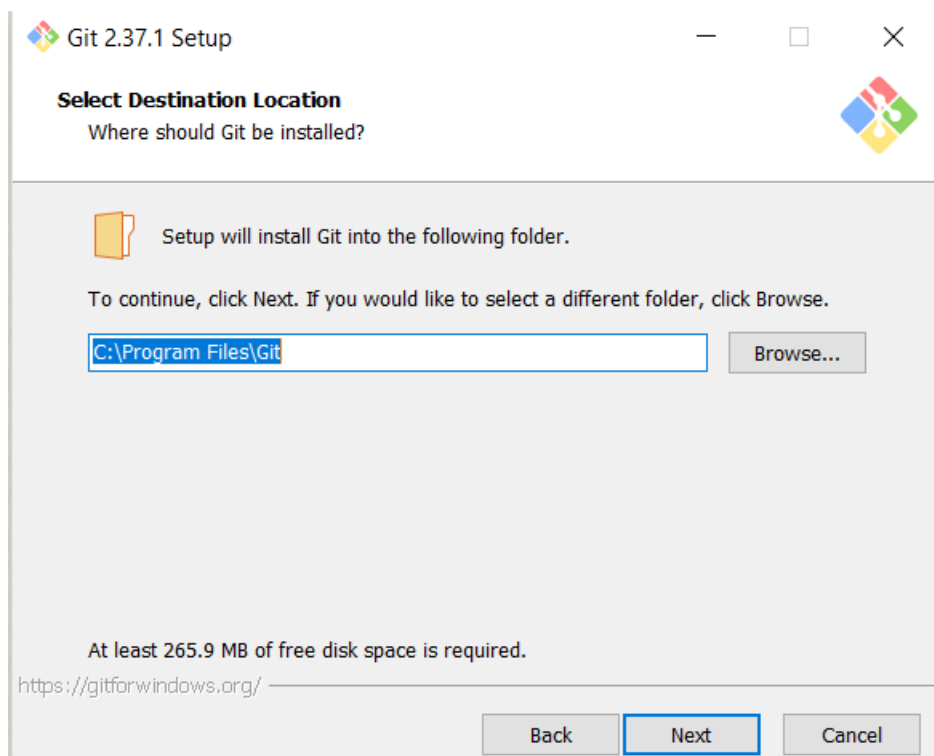 Git 2.37.1 Setup
Select Destination Location
Where should Git be installed?
Setup will install Git into the following folder.
To continue, click Next. If you would like to select a different folder, click Browse.
C:\Program Files\Git
Browse...
At least 265.9 MB of free disk space is required.
https://gitforwindows.org/
Back
Next
Cancel